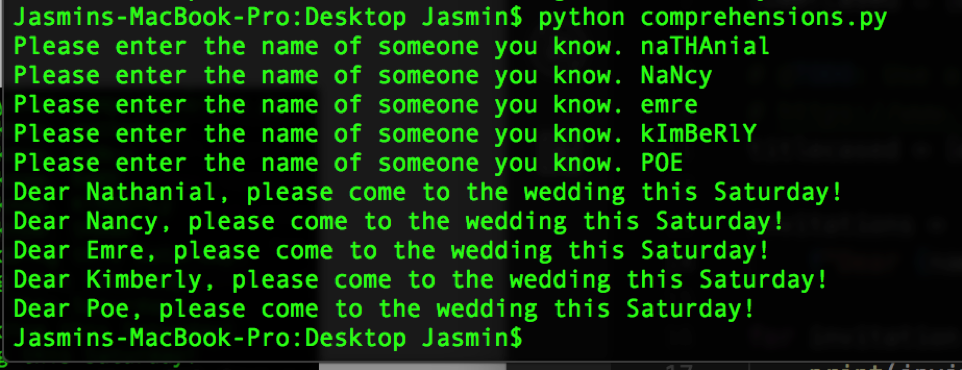 Jasmins-MacBook-Pro:Desktop Jasmin$ python comprehensions.py
Please enter the name of someone you know. naTHAnial
Please enter the name of someone you know. NaNcy
Please enter the name of someone you know. emre
Please enter the name of someone you know. kImBeRlY
Please enter the name of someone you know. POE
Dear Nathanial, please come to the wedding this Saturday!
Dear Nancy, please come to the wedding this Saturday!
Dear Emre, please come to the wedding this Saturday!
Dear Kimberly, please come to the wedding this Saturday!
Dear Poe, please come to the wedding this Saturday!
Jasmins-MacBook-Pro:Desktop Jasmin$